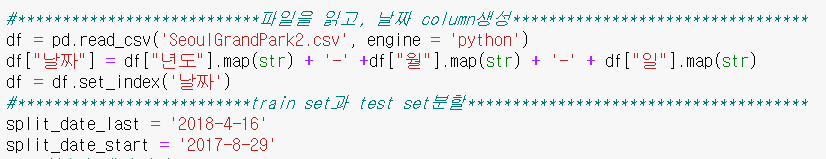 #***************************파일을 읽고, 날짜 column생성*********************************
df = pd.read_csv('SeoulGrandPark2.csv', engine = 'python')
df["날짜"] = df["년도"].map(str) + '-' +df["월"].map(str) + '-' + df["일"].map(str)
df = df.set_index('날짜')
#**************************train set과 test set분할**************************************
split_date_last = '2018-4-16'
split_date_start = '2017-8-29'